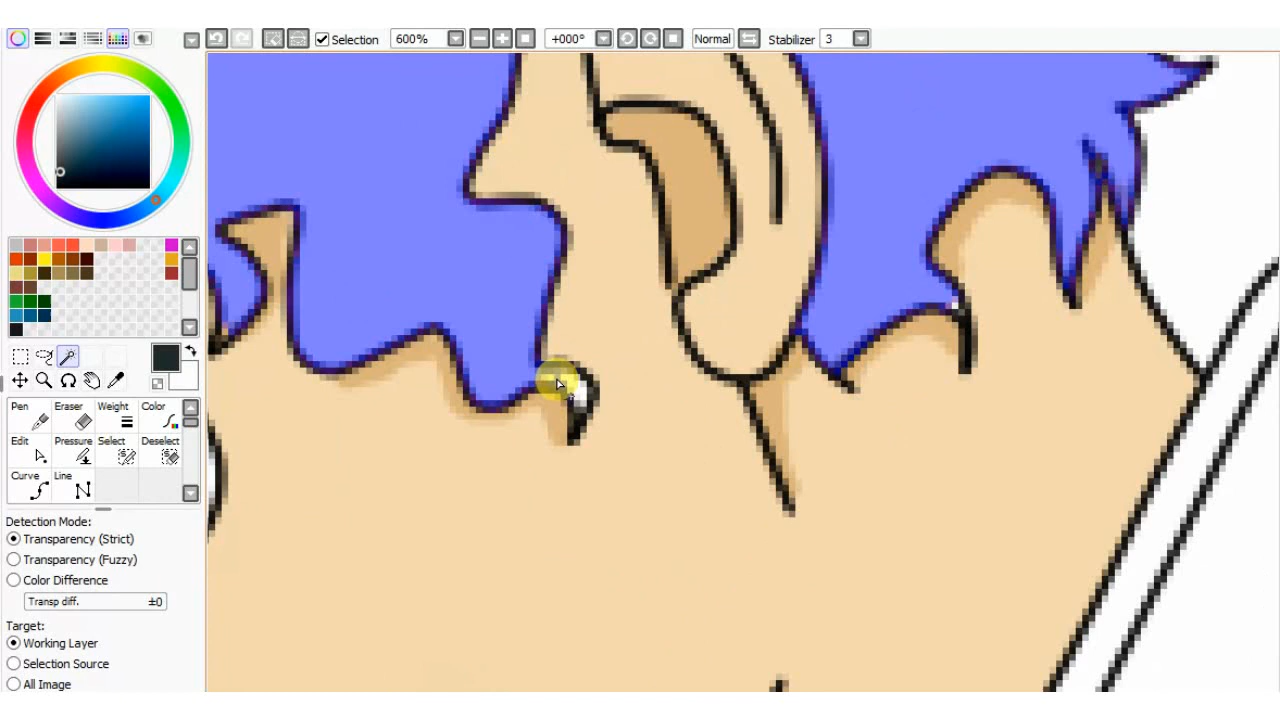 Selection 600% +000° Normal Stabilizer 3
Pen Eraser Weight Color
Edit Pressure Select Deselect
Curve Line
Detection Mode:
Transparency (Strict)
Transparency (Fuzzy)
Color Difference
Transp diff. ±0
Target:
Working Layer
Selection Source
All Image